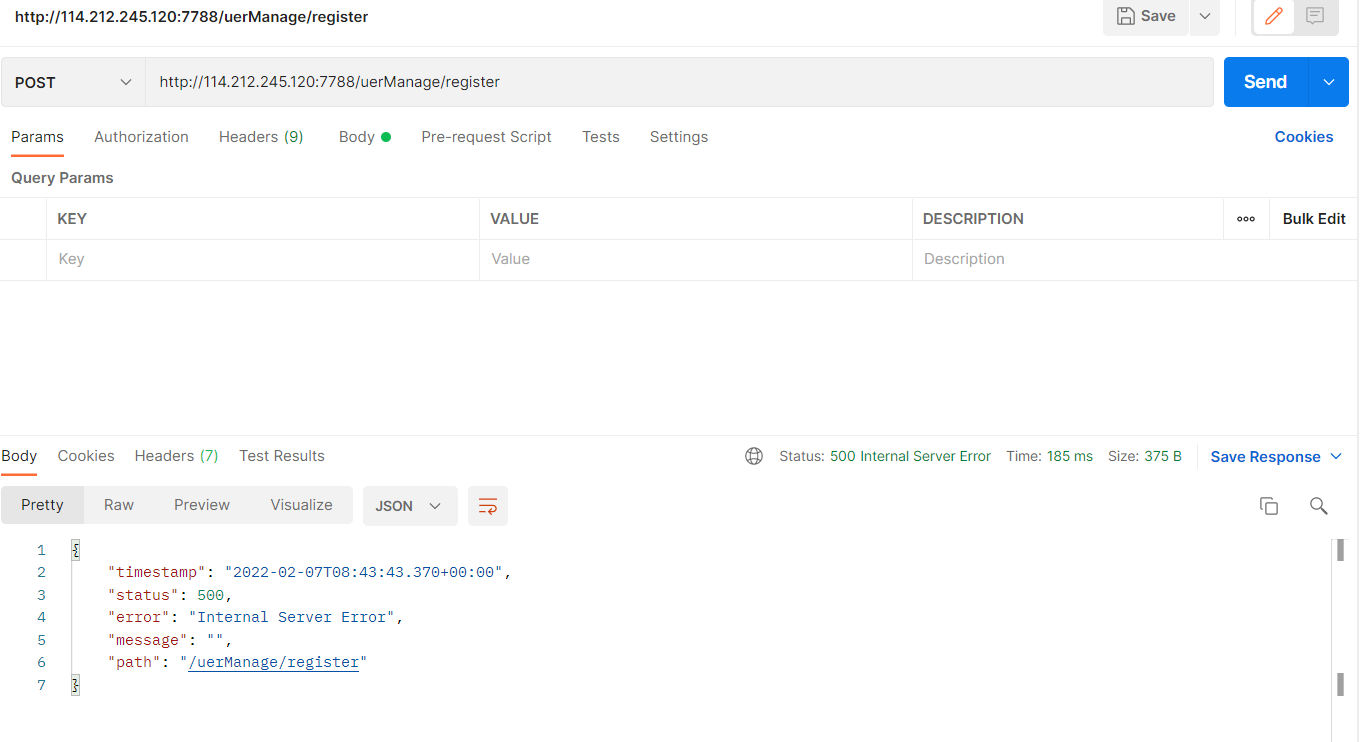 http://114.212.245.120:7788/uerManage/register
Save
POST http://114.212.245.120:7788/uerManage/register Send
Params Authorization Headers (9) Body Pre-request Script Tests Settings Cookies
Query Params
KEY VALUE DESCRIPTION ooo Bulk Edit
Key Value Description
Body Cookies Headers (7) Test Results Status: 500 Internal Server Error Time: 185 ms Size: 375 B Save Response
Pretty Raw Preview Visualize JSON
1 {
2 "timestamp": "2022-02-07T08:43:43.370+00:00",
3 "status": 500,
4 "error": "Internal Server Error",
5 "message": "",
6 "path": "/uerManage/register"
7 }